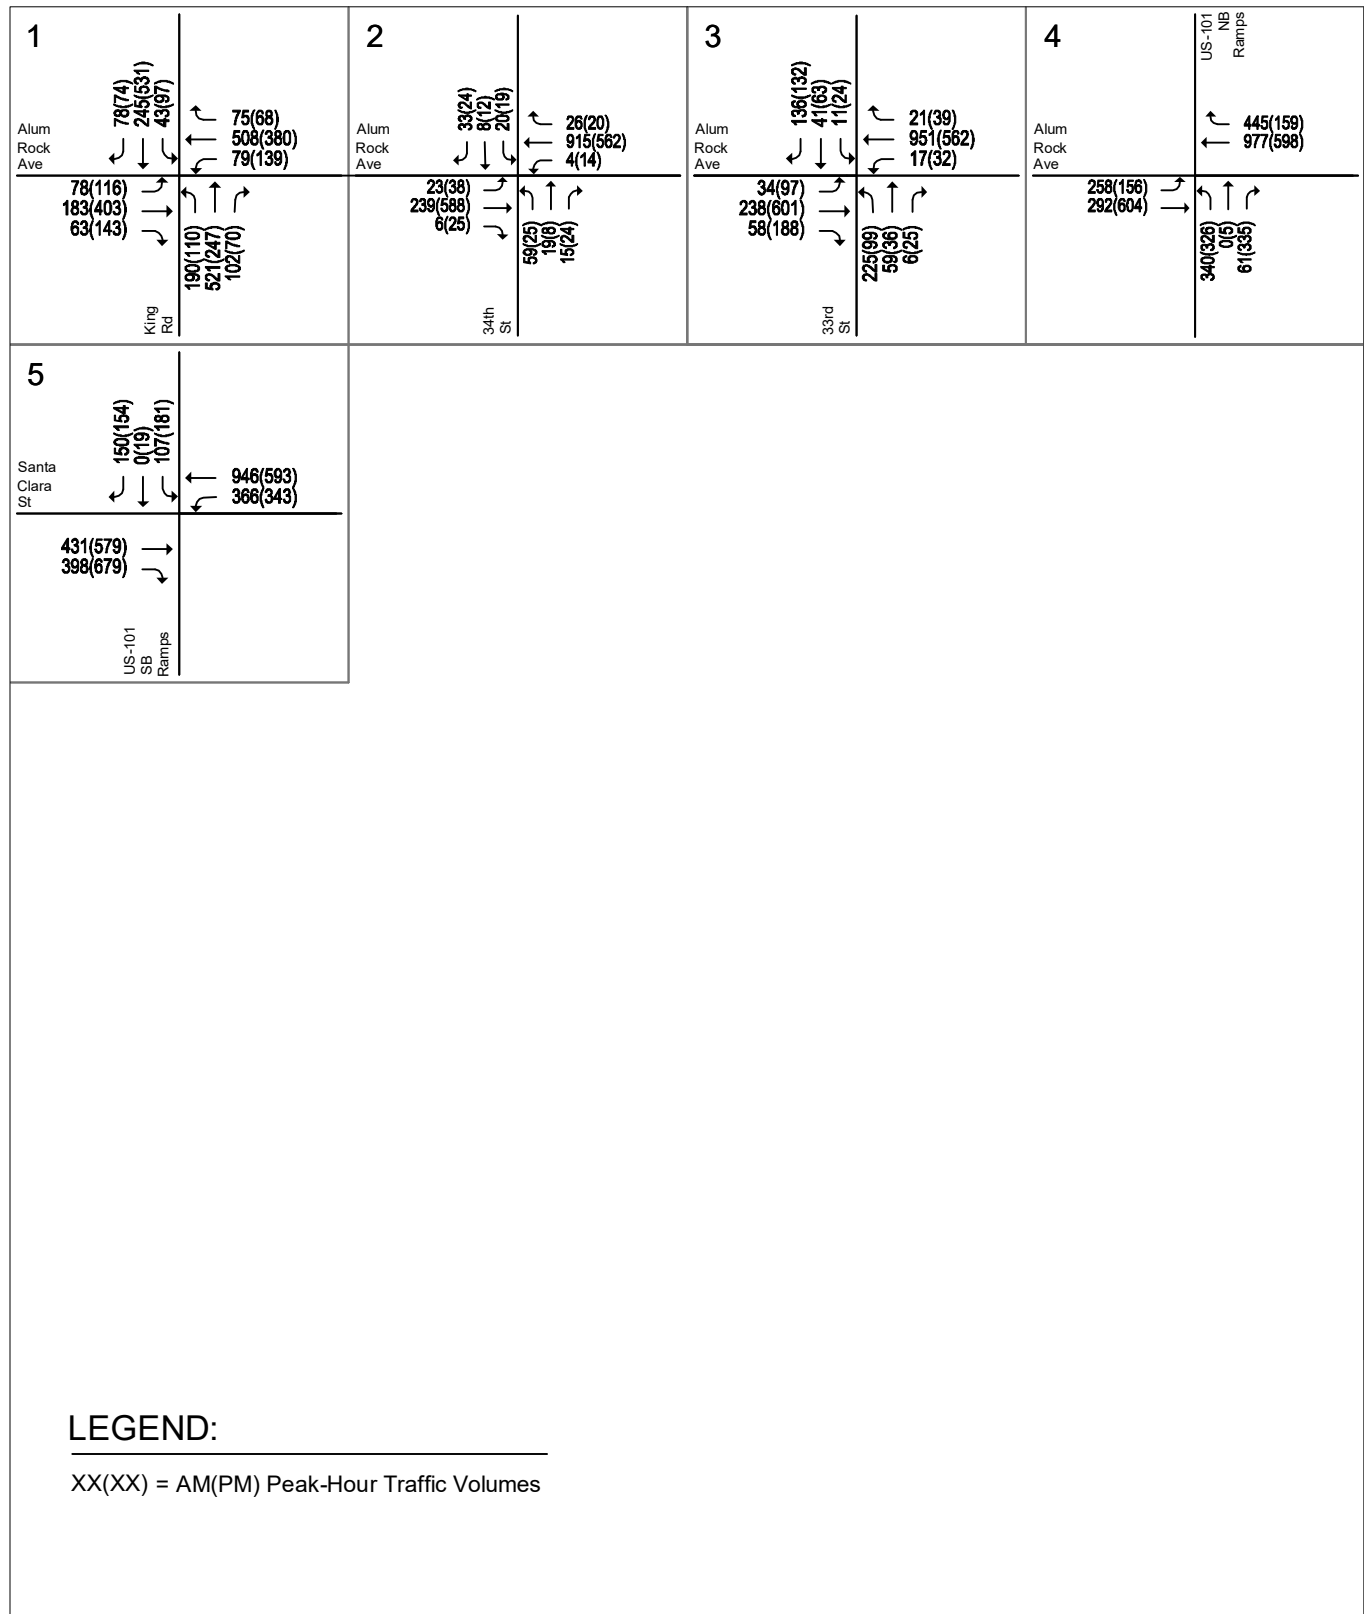 1
78(74)
245(531)
43(97)
Alum
Rock
Ave
75(68)
508(380)
79(139)
78(116)
183(403)
63(143)
190(110)
521(247)
102(70)
King
Rd
2
33(24)
8(12)
20(19)
Alum
Rock
Ave
26(20)
915(562)
4(14)
23(38)
239(588)
6(25)
59(25)
19(8)
15(24)
34th
St
3
136(132)
41(63)
11(24)
Alum
Rock
Ave
21(39)
951(562)
17(32)
34(97)
238(601)
58(188)
225(99)
59(36)
6(25)
33rd
St
4
US-101
NB
Ramps
Alum
Rock
Ave
445(159)
977(598)
258(156)
292(604)
340(326)
0(5)
61(335)
5
150(154)
0(19)
107(181)
Santa
Clara
St
946(593)
366(343)
431(579)
398(679)
US-101
SB
Ramps
LEGEND:
XX(XX) = AM(PM) Peak-Hour Traffic Volumes